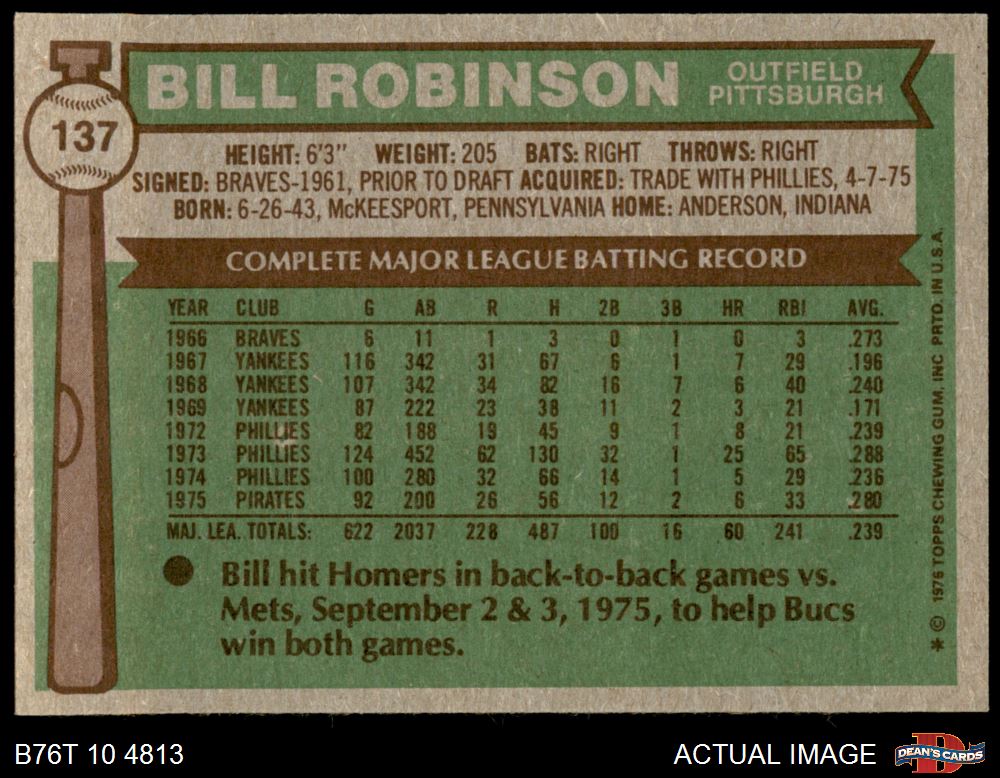 BILL ROBINSON
OUTFIELD
PITTSBURGH
137
HEIGHT: 6'3" WEIGHT: 205 BATS: RIGHT THROWS: RIGHT
SIGNED: BRAVES-1961, PRIOR TO DRAFT ACQUIRED: TRADE WITH PHILLIES, 4-7-75
BORN: 6-26-43, McKEESPORT, PENNSYLVANIA HOME: ANDERSON, INDIANA
COMPLETE MAJOR LEAGUE BATTING RECORD
YEAR CLUB G AB R H 2B 3B HR RBI AVG.
1966 BRAVES 6 11 1 3 0 1 0 3 .273
1967 YANKEES 116 342 31 67 6 1 7 29 .196
1968 YANKEES 107 342 34 82 16 7 6 40 .240
1969 YANKEES 87 222 23 38 11 2 3 21 .171
1972 PHILLIES 82 188 19 45 9 1 8 21 .239
1973 PHILLIES 124 452 62 130 32 1 25 65 .288
1974 PHILLIES 100 280 32 66 14 1 5 29 .236
1975 PIRATES 92 200 26 56 12 2 6 33 .280
MAJ. LEA. TOTALS: 622 2037 228 487 100 16 60 241 .239
Bill hit Homers in back-to-back games vs.
Mets, September 2 & 3, 1975, to help Bucs
win both games.
* © 1976 TOPPS CHEWING GUM, INC PRTD. IN U.S.A.
B76T 10 4813
ACTUAL IMAGE
DEAN'S CARDS